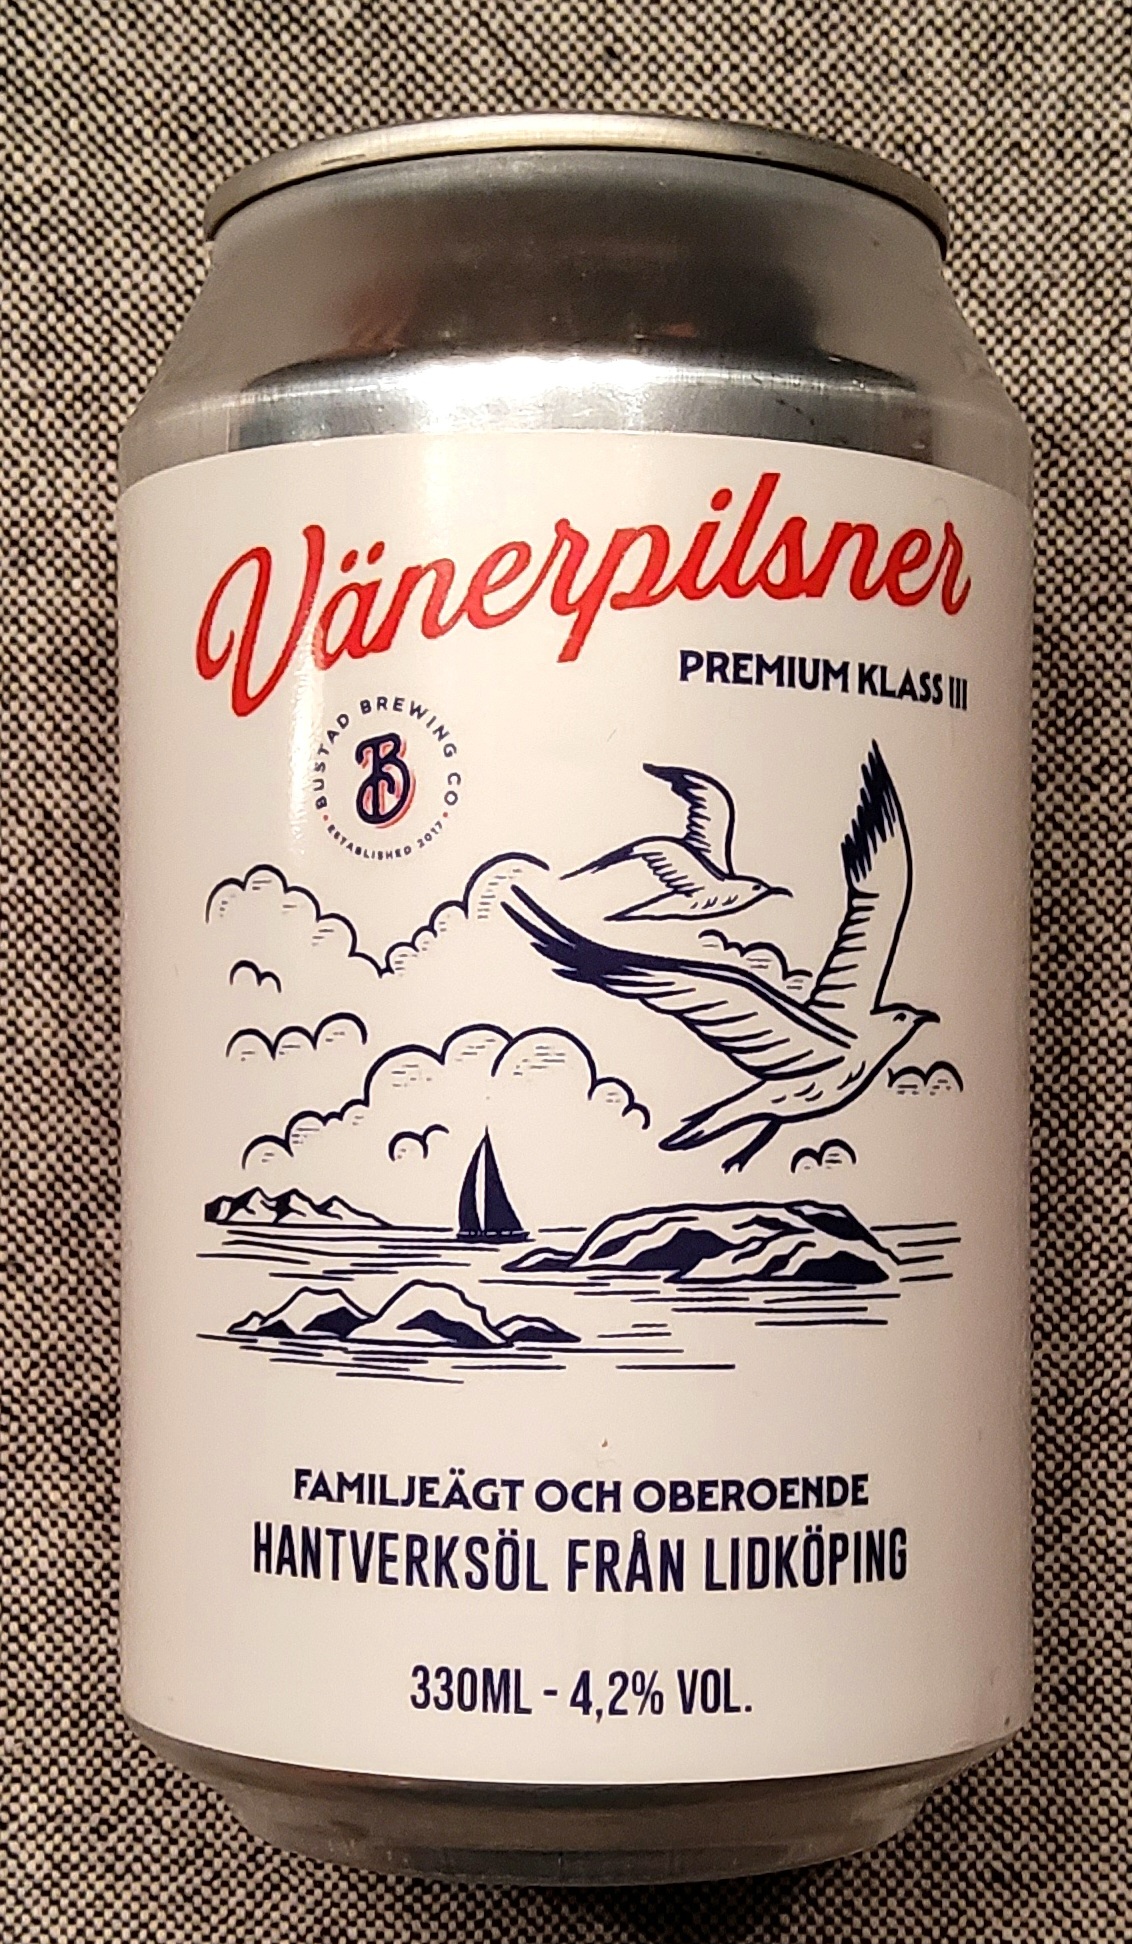 Vänerpilsner
PREMIUM KLASS III
BUSTAD BREWING CO
B
ESTABLISHED 2017
FAMILJEÄGT OCH OBEROENDE
HANTVERKSÖL FRÅN LIDKÖPING
330ML - 4,2% VOL.